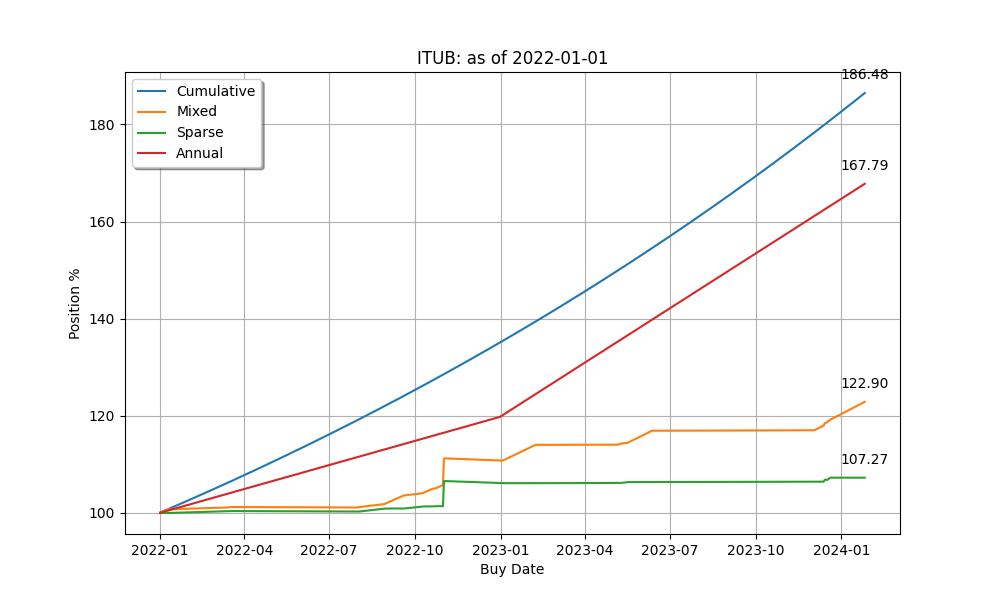 ITUB: as of 2022-01-01
Cumulative
Mixed
Sparse
Annual
186.48
167.79
122.90
107.27
180
160
140
120
100
Position %
2022-01 2022-04 2022-07 2022-10 2023-01 2023-04 2023-07 2023-10 2024-01
Buy Date